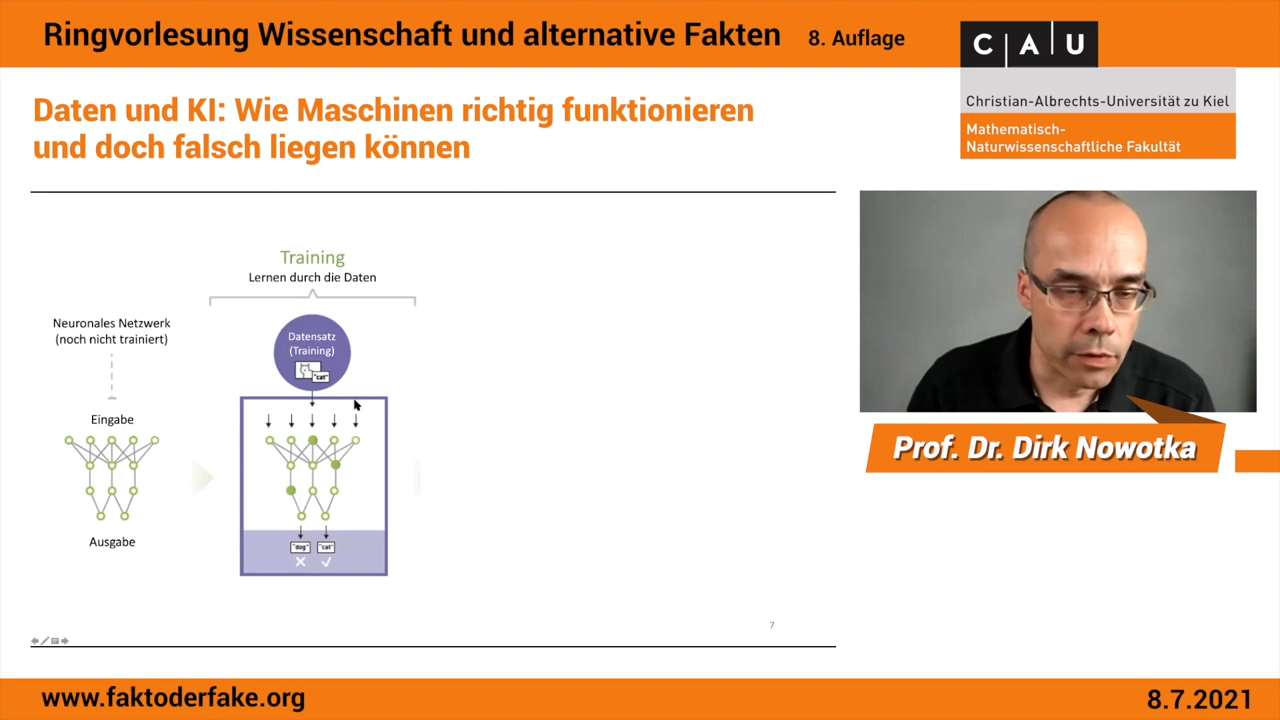 Ringvorlesung Wissenschaft und alternative Fakten 8. Auflage
CAU
Christian-Albrechts-Universität zu Kiel
Mathematisch-
Naturwissenschaftliche Fakultät
Daten und KI: Wie Maschinen richtig funktionieren
und doch falsch liegen können
Training
Lernen durch die Daten
Neuronales Netzwerk
(noch nicht trainiert)
Datensatz
(Training)
"cat"
Eingabe
Ausgabe
"dog" "cat"
7
Prof. Dr. Dirk Nowotka
www.faktoderfake.org
8.7.2021